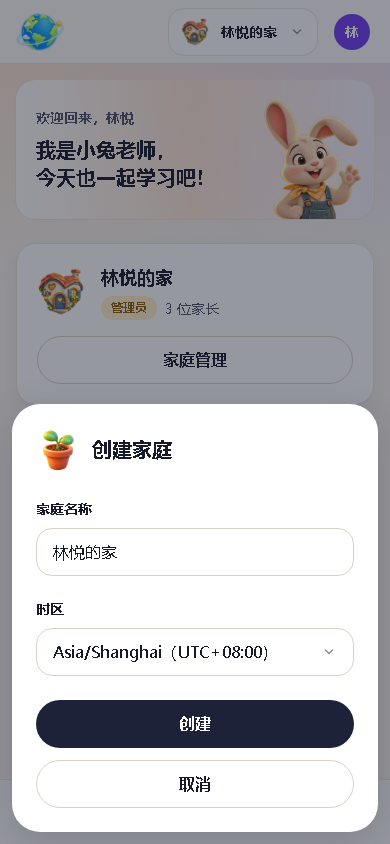 林悦的家
林
欢迎回来，林悦
我是小兔老师，
今天也一起学习吧！
林悦的家
管理员
3 位家长
家庭管理
创建家庭
家庭名称
林悦的家
时区
Asia/Shanghai（UTC+08:00）
创建
取消